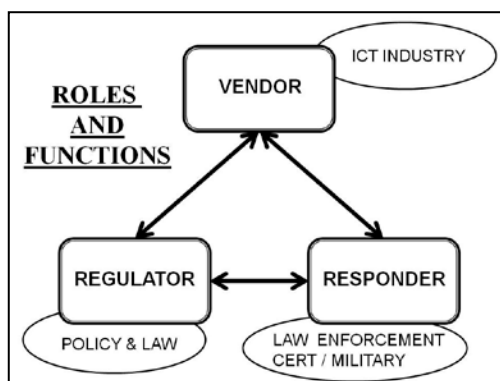 ICT INDUSTRY
VENDOR
ROLES
AND
FUNCTIONS
REGULATOR
RESPONDER
POLICY & LAW
LAW ENFORCEMENT
CERT / MILITARY